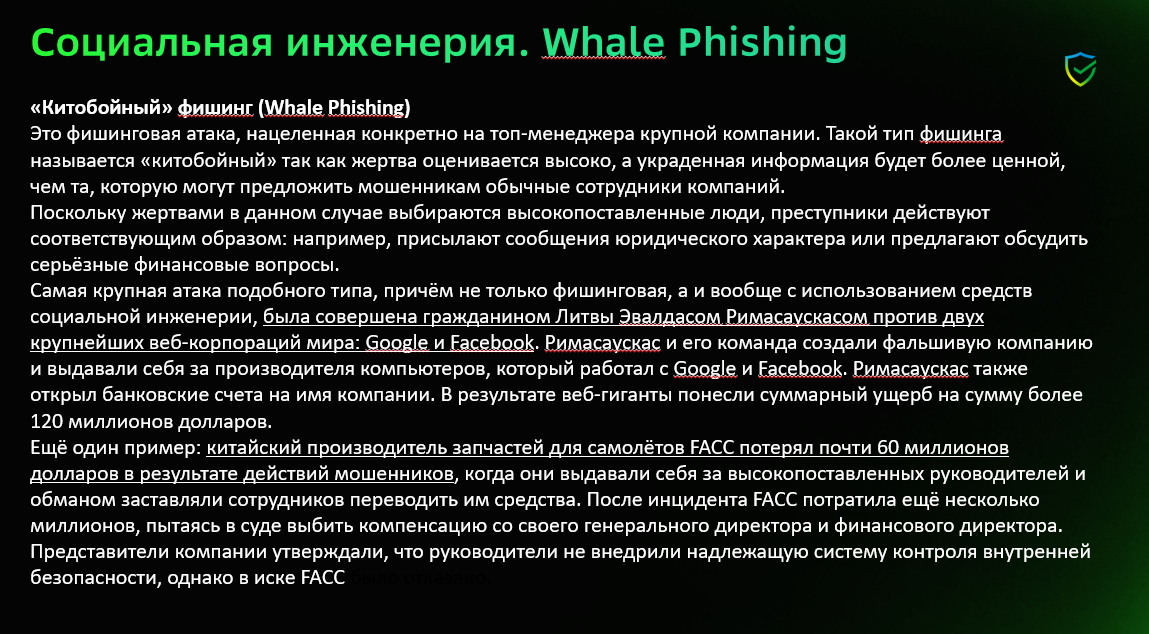 Социальная инженерия. Whale Phishing
«Китобойный» фишинг (Whale Phishing)
Это фишинговая атака, нацеленная конкретно на топ-менеджера крупной компании. Такой тип фишинга
называется «китобойный» так как жертва оценивается высоко, а украденная информация будет более ценной,
чем та, которую могут предложить мошенникам обычные сотрудники компаний.
Поскольку жертвами в данном случае выбираются высокопоставленные люди, преступники действуют
соответствующим образом: например, присылают сообщения юридического характера или предлагают обсудить
серьёзные финансовые вопросы.
Самая крупная атака подобного типа, причём не только фишинговая, а и вообще с использованием средств
социальной инженерии, была совершена гражданином Литвы Эвалдасом Римасаускасом против двух
крупнейших веб-корпораций мира: Google и Facebook. Римасаускас и его команда создали фальшивую компанию
и выдавали себя за производителя компьютеров, который работал с Google и Facebook. Римасаускас также
открыл банковские счета на имя компании. В результате веб-гиганты понесли суммарный ущерб на сумму более
120 миллионов долларов.
Ещё один пример: китайский производитель запчастей для самолётов FACC потерял почти 60 миллионов
долларов в результате действий мошенников, когда они выдавали себя за высокопоставленных руководителей и
обманом заставляли сотрудников переводить им средства. После инцидента FACC потратила ещё несколько
миллионов, пытаясь в суде выбить компенсацию со своего генерального директора и финансового директора.
Представители компании утверждали, что руководители не внедрили надлежащую систему контроля внутренней
безопасности, однако в иске FACC было отказано.